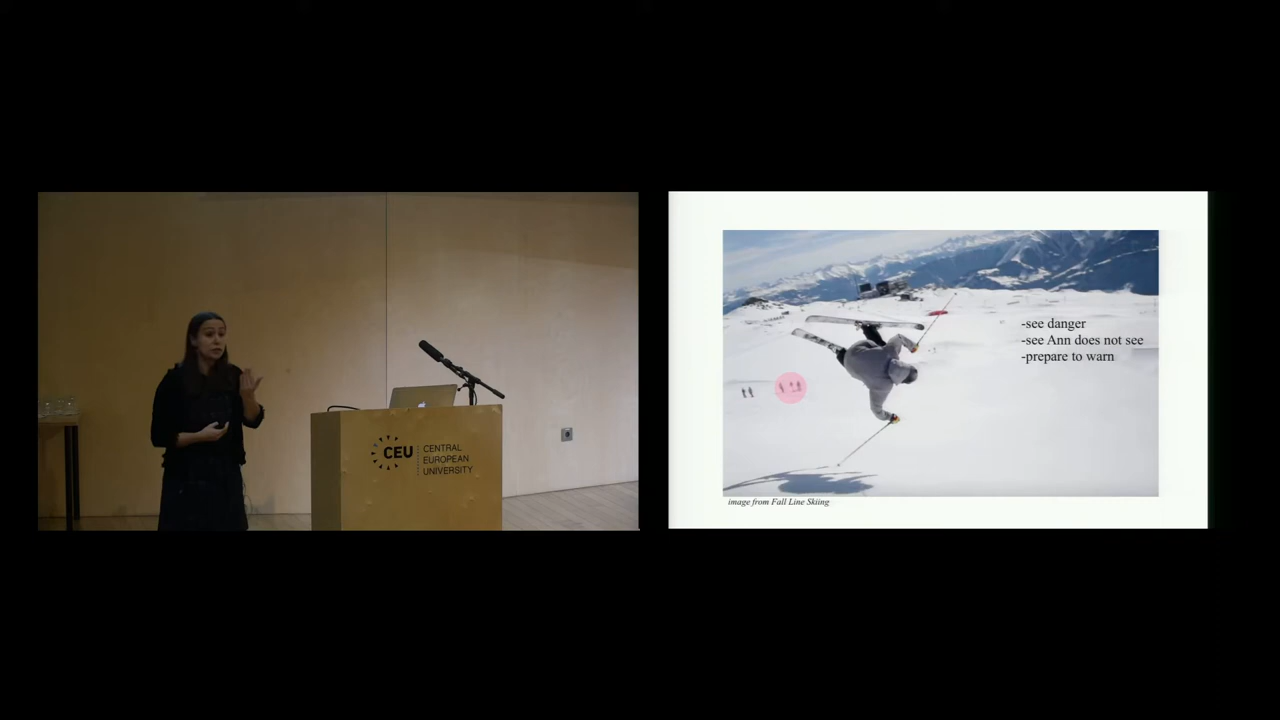 CEU
CENTRAL
EUROPEAN
UNIVERSITY
-see danger
-see Ann does not see
-prepare to warn
image from Fall Line Skiing